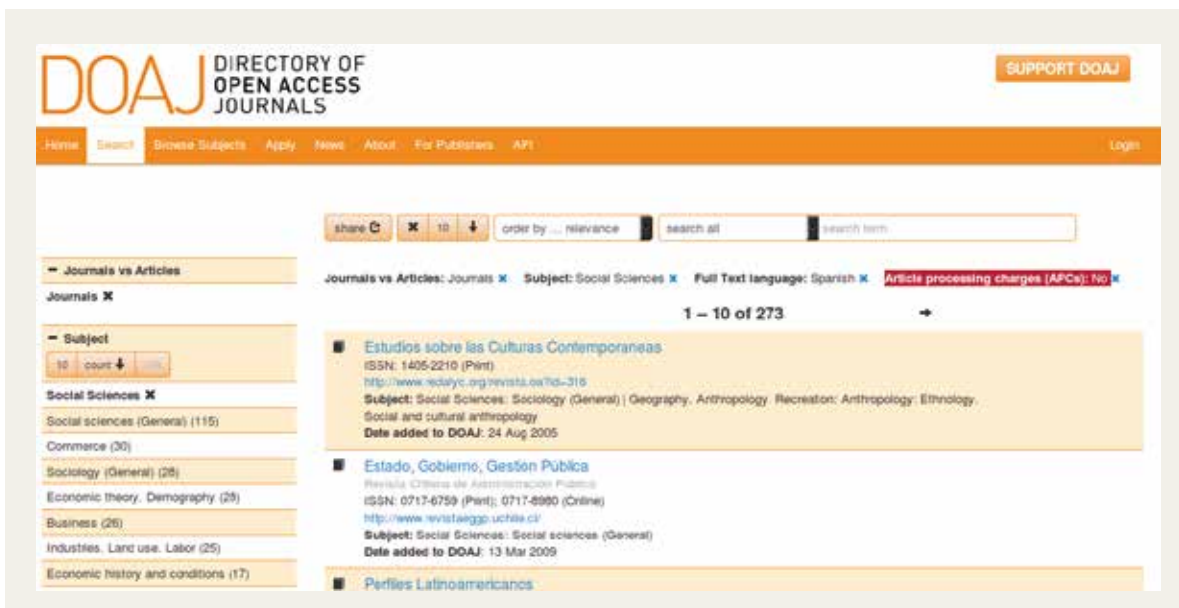 DOAJ
DIRECTORY OF
OPEN ACCESS
JOURNALS
SUPPORT DOAJ
Home Search Browse Subjects Apply News About For Publishers API Login
share 10 order by ... relevance search all search term
Journals vs Articles
Journals
Journals vs Articles: Journals Subject: Social Sciences Full Text language: Spanish Article processing charges (APCs): No
1 – 10 of 273
Subject
10 count
Social Sciences
Social sciences (General) (115)
Commerce (30)
Sociology (General) (28)
Economic theory. Demography (28)
Business (26)
Industries. Land use. Labor (25)
Economic history and conditions (17)
Estudios sobre las Culturas Contemporaneas
ISSN: 1405-2210 (Print)
http://www.redalyc.org/revista.oa?id=316
Subject: Social Sciences: Sociology (General) | Geography. Anthropology. Recreation: Anthropology: Ethnology.
Social and cultural anthropology
Date added to DOAJ: 24 Aug 2005
Estado, Gobierno, Gestión Pública
Revista Chilena de Administración Pública
ISSN: 0717-6759 (Print); 0717-8980 (Online)
http://www.revistaeggp.uchile.cl/
Subject: Social Sciences: Social sciences (General)
Date added to DOAJ: 13 Mar 2009
Perfiles Latinoamericanos